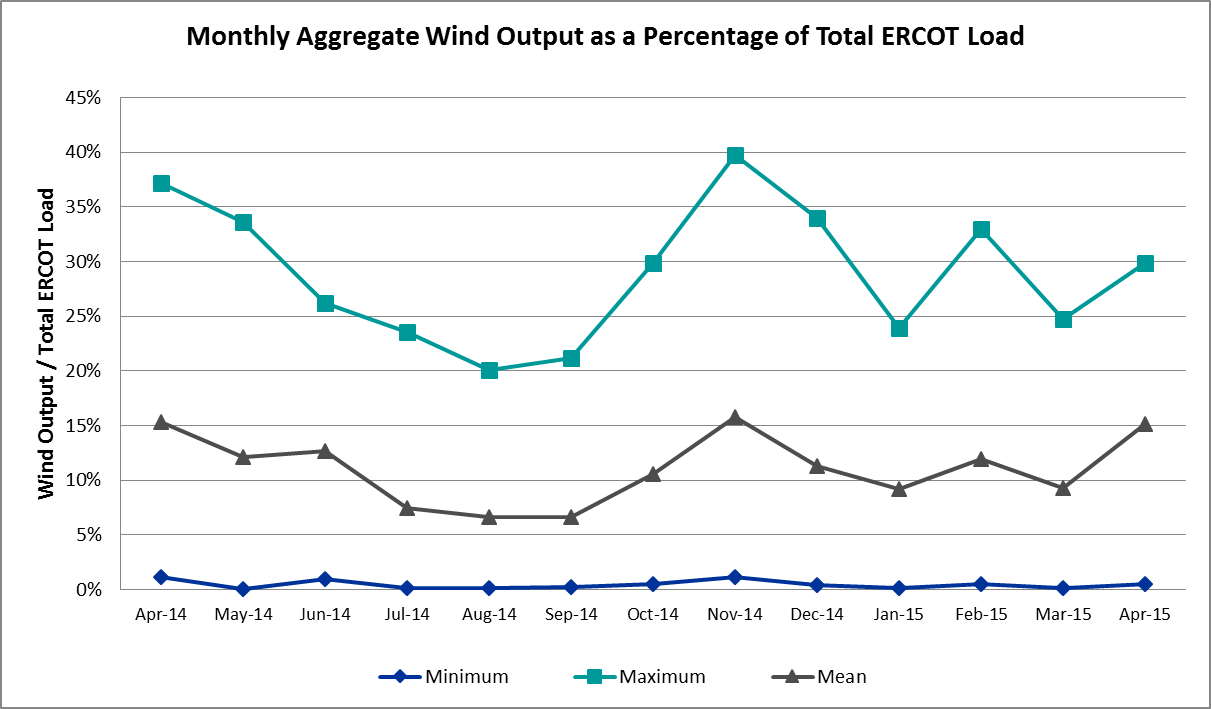 Monthly Aggregate Wind Output as a Percentage of Total ERCOT Load
Wind Output / Total ERCOT Load
45%
40%
35%
30%
25%
20%
15%
10%
5%
0%
Apr-14 May-14 Jun-14 Jul-14 Aug-14 Sep-14 Oct-14 Nov-14 Dec-14 Jan-15 Feb-15 Mar-15 Apr-15
Minimum Maximum Mean